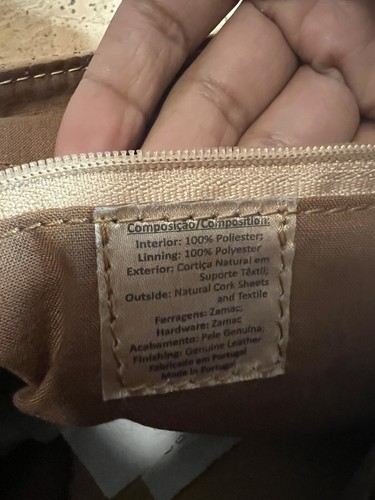 Composição/Composition:
Interior: 100% Poliester;
Linning: 100% Polyester
Exterior: Cortiça Natural em
Suporte Têxtil;
Outside: Natural Cork Sheets
and Textile
Ferragens: Zamac;
Hardware: Zamac
Acabamento: Pele Genuína;
Finishing: Genuine Leather
Fabricado em Portugal
Made in Portugal